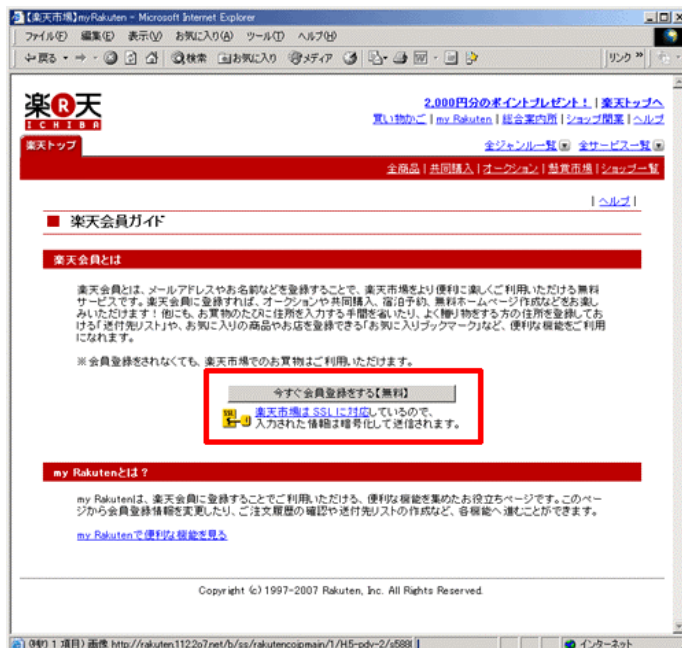 【楽天市場】myRakuten - Microsoft Internet Explorer
ファイル(F) 編集(E) 表示(V) お気に入り(A) ツール(T) ヘルプ(H)
戻る 検索 お気に入り メディア リンク
楽天
ICHIBA
2,000円分のポイントプレゼント! | 楽天トップへ
買い物かご | my Rakuten | 総合案内所 | ショップ開業 | ヘルプ
楽天トップ
全ジャンル一覧 全サービス一覧
全商品 | 共同購入 | オークション | 懸賞市場 | ショップ一覧
| ヘルプ |
■ 楽天会員ガイド
楽天会員とは
楽天会員とは、メールアドレスやお名前などを登録することで、楽天市場をより便利に楽しくご利用いただける無料
サービスです。楽天会員に登録すれば、オークションや共同購入、宿泊予約、無料ホームページ作成などをお楽し
みいただけます!他にも、お買物のたびに住所を入力する手間を省いたり、よく贈り物をする方の住所を登録してお
ける「送付先リスト」や、お気に入りの商品やお店を登録できる「お気に入りブックマーク」など、便利な機能をご利用
になれます。
※会員登録をされなくても、楽天市場でのお買物はご利用いただけます。
今すぐ会員登録をする【無料】
SSL
楽天市場は SSL に対応しているので、
入力された情報は暗号化して送信されます。
my Rakutenとは?
my Rakutenは、楽天会員に登録することでご利用いただける、便利な機能を集めたお役立ちページです。このペー
ジから会員登録情報を変更したり、ご注文履歴の確認や送付先リストの作成など、各機能へ進むことができます。
my Rakutenで便利な機能を見る
Copyright (c) 1997-2007 Rakuten, Inc. All Rights Reserved.
(残り 1 項目) 画像 http://rakuten.112.2o7.net/b/ss/rakutencojpmain/1/H.5-pdv-2/s588 インターネット